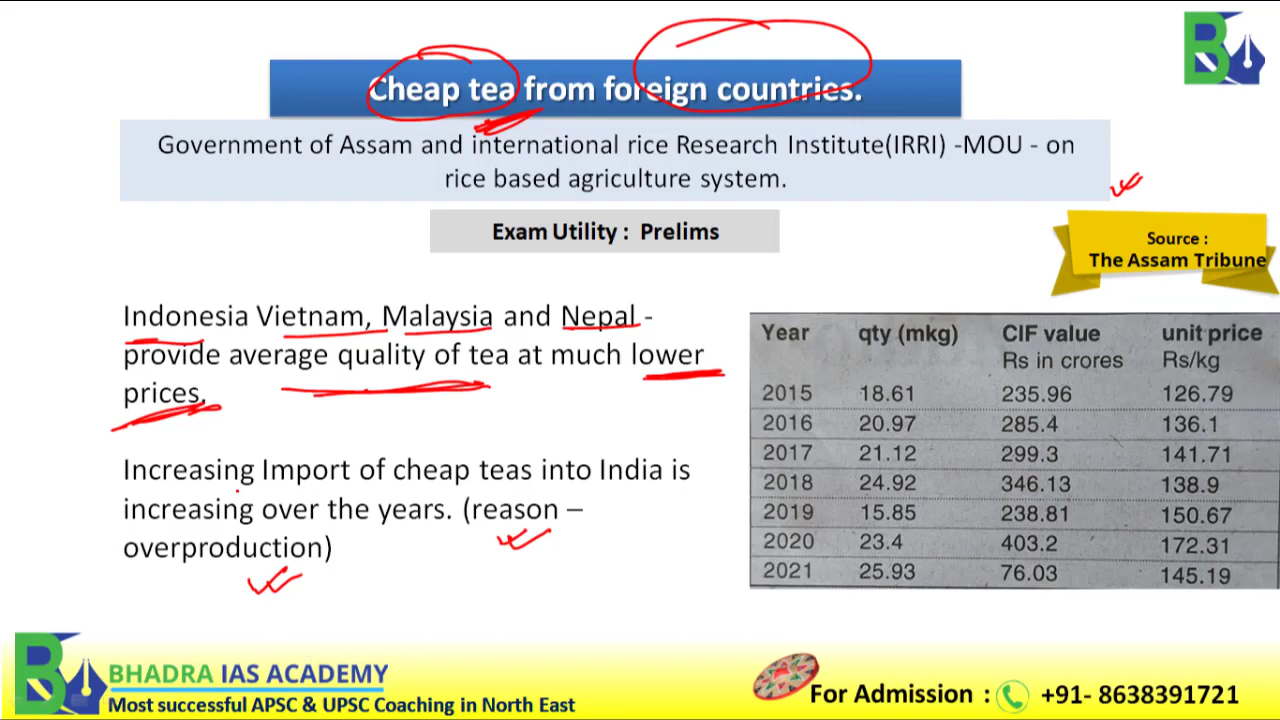 Cheap tea from foreign countries.
Government of Assam and international rice Research Institute(IRRI) -MOU - on
rice based agriculture system.
Exam Utility : Prelims
Source :
The Assam Tribune
Indonesia Vietnam, Malaysia and Nepal -
provide average quality of tea at much lower
prices.
Increasing Import of cheap teas into India is
increasing over the years. (reason –
overproduction)
Year qty (mkg) CIF value unit price
Rs in crores Rs/kg
2015 18.61 235.96 126.79
2016 20.97 285.4 136.1
2017 21.12 299.3 141.71
2018 24.92 346.13 138.9
2019 15.85 238.81 150.67
2020 23.4 403.2 172.31
2021 25.93 76.03 145.19
BHADRA IAS ACADEMY
Most successful APSC & UPSC Coaching in North East
For Admission : +91- 8638391721